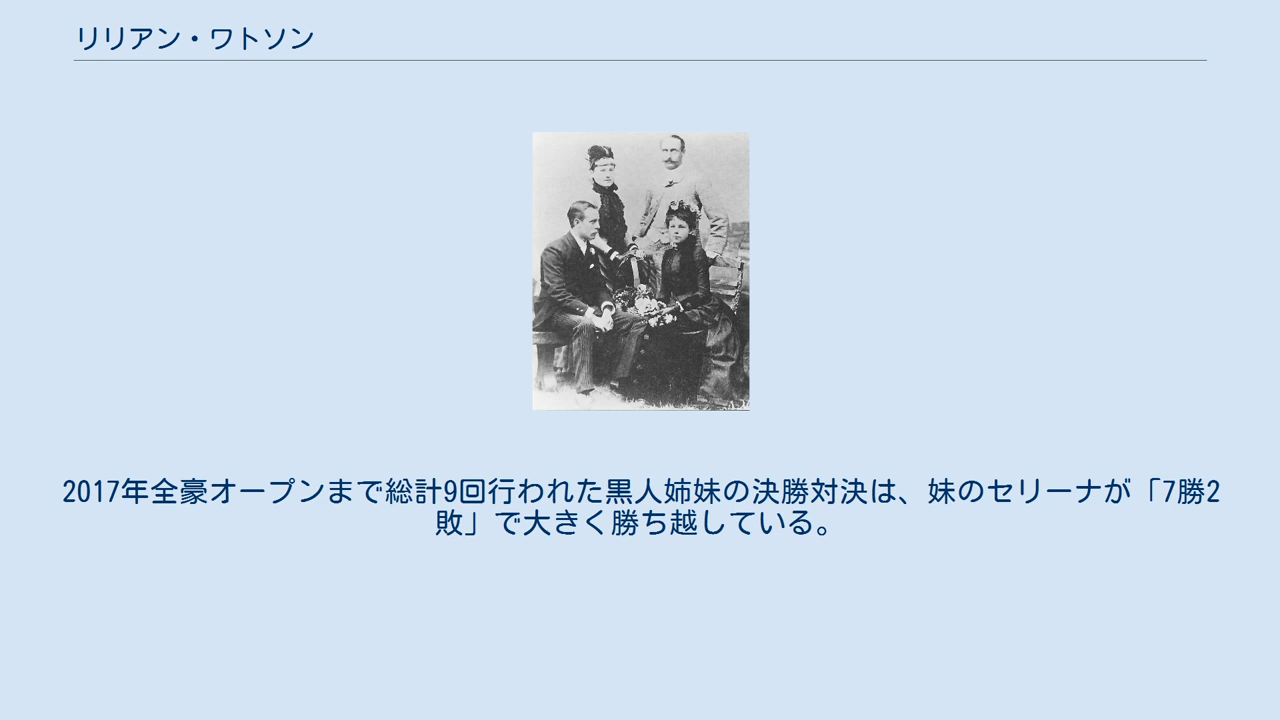 リリアン・ワトソン
2017年全豪オープンまで総計9回行われた黒人姉妹の決勝対決は、妹のセリーナが「7勝2
敗」で大きく勝ち越している。